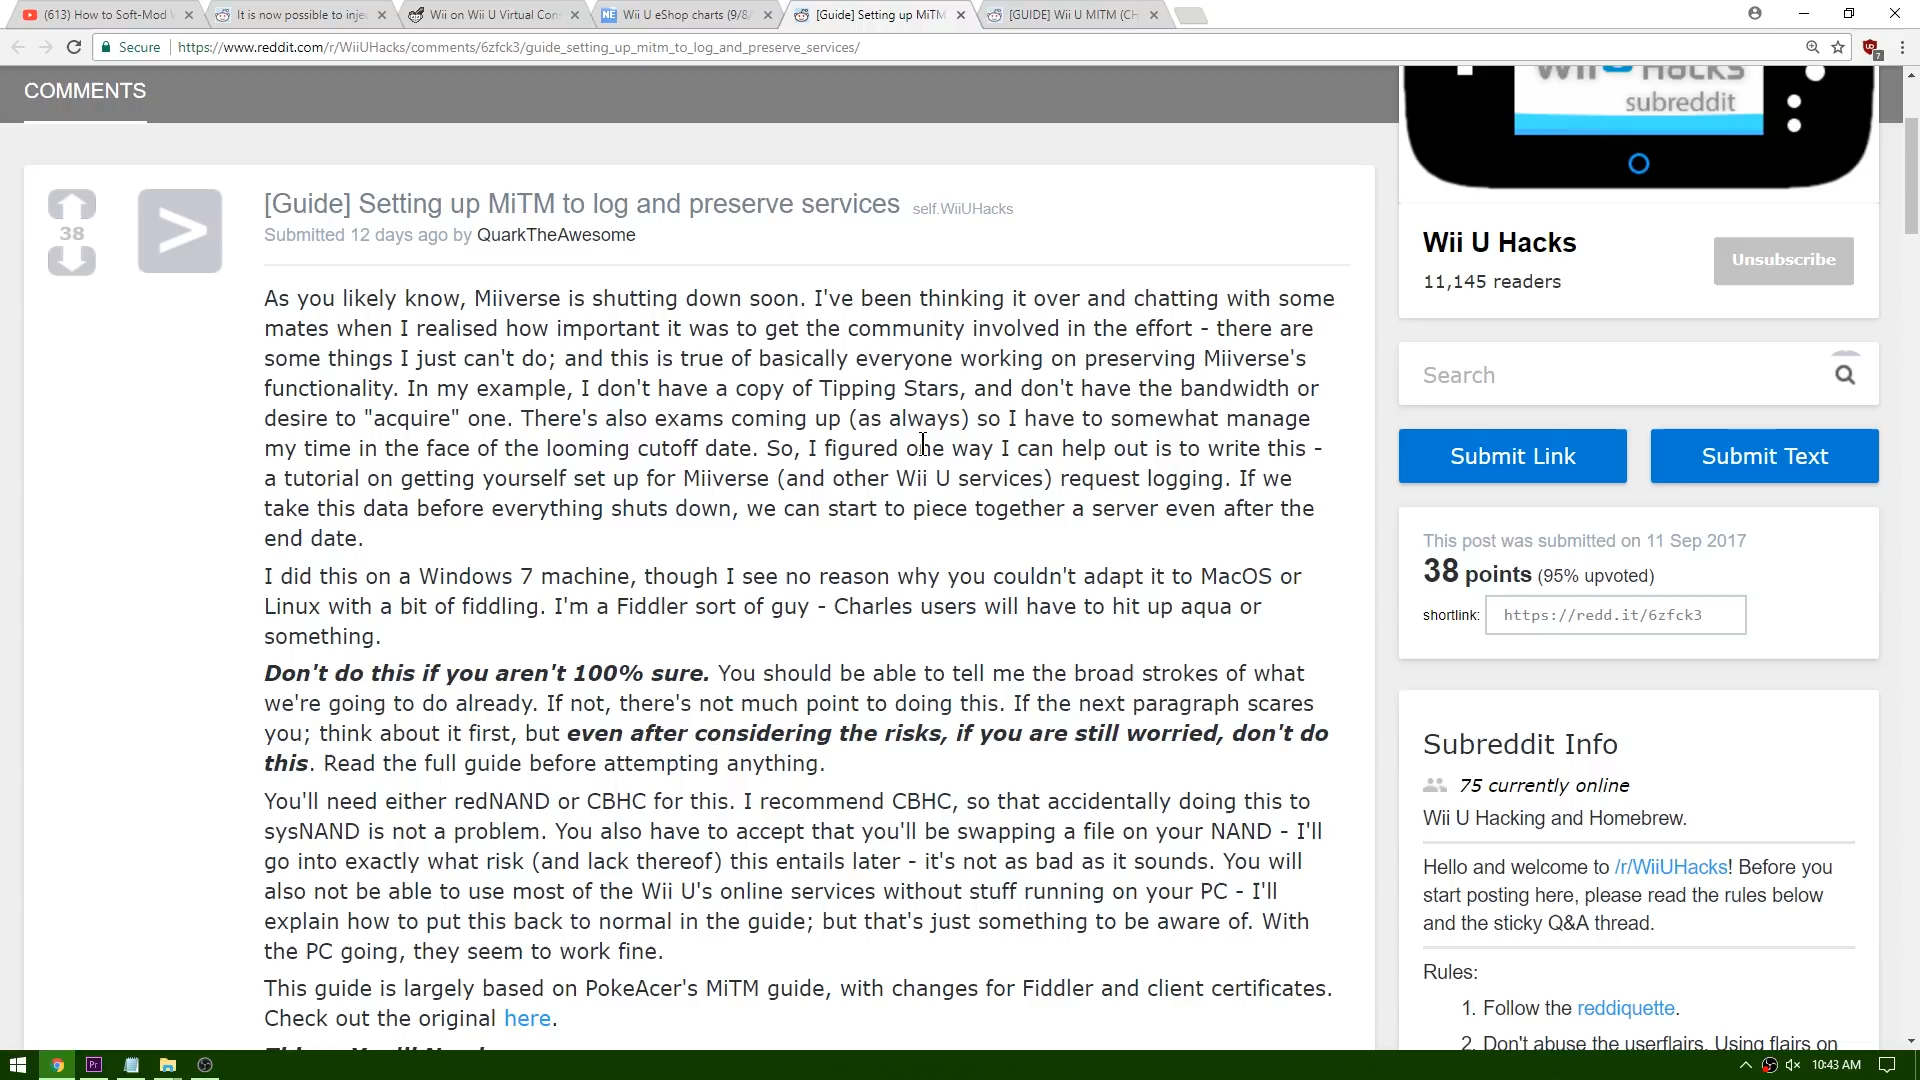 (613) How to Soft-Mod W
It is now possible to inje
Wii on Wii U Virtual Con
NE Wii U eShop charts (9/8/
[Guide] Setting up MiTM
[GUIDE] Wii U MITM (CH
Secure https://www.reddit.com/r/WiiUHacks/comments/6zfck3/guide_setting_up_mitm_to_log_and_preserve_services/
7
COMMENTS
38
>
[Guide] Setting up MiTM to log and preserve services self.WiiUHacks
Submitted 12 days ago by QuarkTheAwesome
As you likely know, Miiverse is shutting down soon. I've been thinking it over and chatting with some
mates when I realised how important it was to get the community involved in the effort - there are
some things I just can't do; and this is true of basically everyone working on preserving Miiverse's
functionality. In my example, I don't have a copy of Tipping Stars, and don't have the bandwidth or
desire to "acquire" one. There's also exams coming up (as always) so I have to somewhat manage
my time in the face of the looming cutoff date. So, I figured one way I can help out is to write this -
a tutorial on getting yourself set up for Miiverse (and other Wii U services) request logging. If we
take this data before everything shuts down, we can start to piece together a server even after the
end date.
I did this on a Windows 7 machine, though I see no reason why you couldn't adapt it to MacOS or
Linux with a bit of fiddling. I'm a Fiddler sort of guy - Charles users will have to hit up aqua or
something.
Don't do this if you aren't 100% sure. You should be able to tell me the broad strokes of what
we're going to do already. If not, there's not much point to doing this. If the next paragraph scares
you; think about it first, but even after considering the risks, if you are still worried, don't do
this. Read the full guide before attempting anything.
You'll need either redNAND or CBHC for this. I recommend CBHC, so that accidentally doing this to
sysNAND is not a problem. You also have to accept that you'll be swapping a file on your NAND - I'll
go into exactly what risk (and lack thereof) this entails later - it's not as bad as it sounds. You will
also not be able to use most of the Wii U's online services without stuff running on your PC - I'll
explain how to put this back to normal in the guide; but that's just something to be aware of. With
the PC going, they seem to work fine.
This guide is largely based on PokeAcer's MiTM guide, with changes for Fiddler and client certificates.
Check out the original here.
Things You'll Need
Wii U Hacks
subreddit
Wii U Hacks
11,145 readers
Unsubscribe
Search
Submit Link
Submit Text
This post was submitted on 11 Sep 2017
38 points (95% upvoted)
shortlink: https://redd.it/6zfck3
Subreddit Info
75 currently online
Wii U Hacking and Homebrew.
Hello and welcome to /r/WiiUHacks! Before you
start posting here, please read the rules below
and the sticky Q&A thread.
Rules:
1. Follow the reddiquette.
2. Don't abuse the userflairs. Using flairs on
Pr
10:43 AM